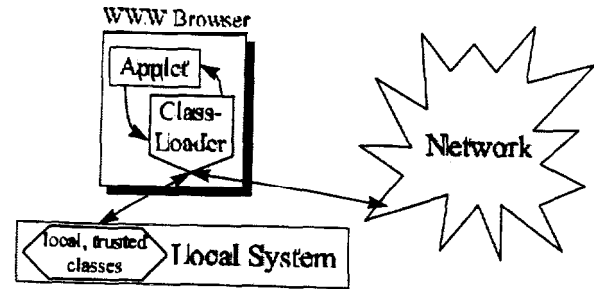 WWW Browser
Applet
Class-
Loader
Network
local, trusted
classes
Local System